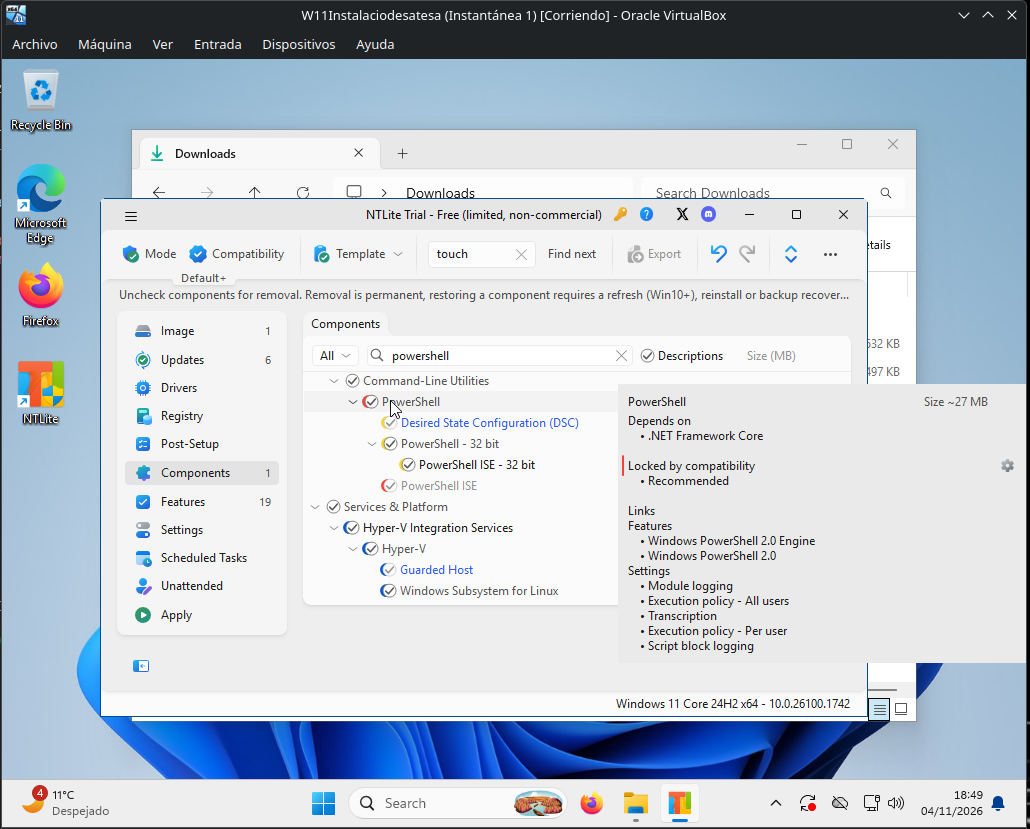 W11Instalaciodesatesa (Instantánea 1) [Corriendo] - Oracle VirtualBox
Archivo Máquina Ver Entrada Dispositivos Ayuda
Recycle Bin
Microsoft
Edge
Firefox
NTLite
Downloads
Downloads
Search Downloads
etails
532 KB
497 KB
NTLite Trial - Free (limited, non-commercial)
Mode
Compatibility
Template
touch
Find next
Export
Default+
Uncheck components for removal. Removal is permanent, restoring a component requires a refresh (Win10+), reinstall or backup recover...
Image 1
Updates 6
Drivers
Registry
Post-Setup
Components 1
Features 19
Settings
Scheduled Tasks
Unattended
Apply
Components
All
powershell
Descriptions
Size (MB)
Command-Line Utilities
PowerShell
Desired State Configuration (DSC)
PowerShell - 32 bit
PowerShell ISE - 32 bit
PowerShell ISE
Services & Platform
Hyper-V Integration Services
Hyper-V
Guarded Host
Windows Subsystem for Linux
PowerShell Size ~27 MB
Depends on
• .NET Framework Core
Locked by compatibility
• Recommended
Links
Features
• Windows PowerShell 2.0 Engine
• Windows PowerShell 2.0
Settings
• Module logging
• Execution policy - All users
• Transcription
• Execution policy - Per user
• Script block logging
Windows 11 Core 24H2 x64 - 10.0.26100.1742
4
11°C
Despejado
Search
18:49
04/11/2026